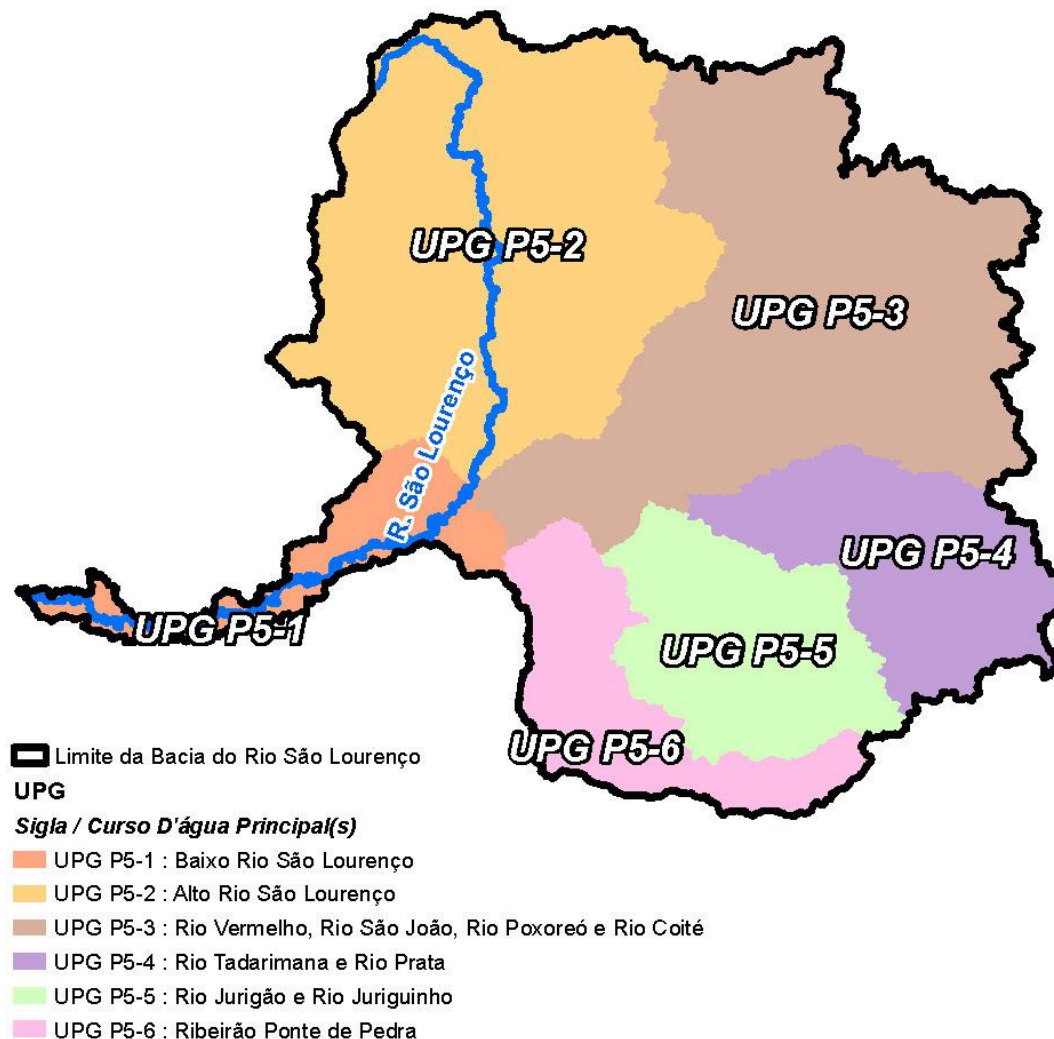 UPG P5-2
UPG P5-3
R. São Lourenço
UPG P5-4
UPG P5-1
UPG P5-5
UPG P5-6
Limite da Bacia do Rio São Lourenço
UPG
Sigla / Curso D'água Principal(s)
UPG P5-1 : Baixo Rio São Lourenço
UPG P5-2 : Alto Rio São Lourenço
UPG P5-3 : Rio Vermelho, Rio São João, Rio Poxoreó e Rio Coité
UPG P5-4 : Rio Tadarimana e Rio Prata
UPG P5-5 : Rio Jurigão e Rio Juriguinho
UPG P5-6 : Ribeirão Ponte de Pedra